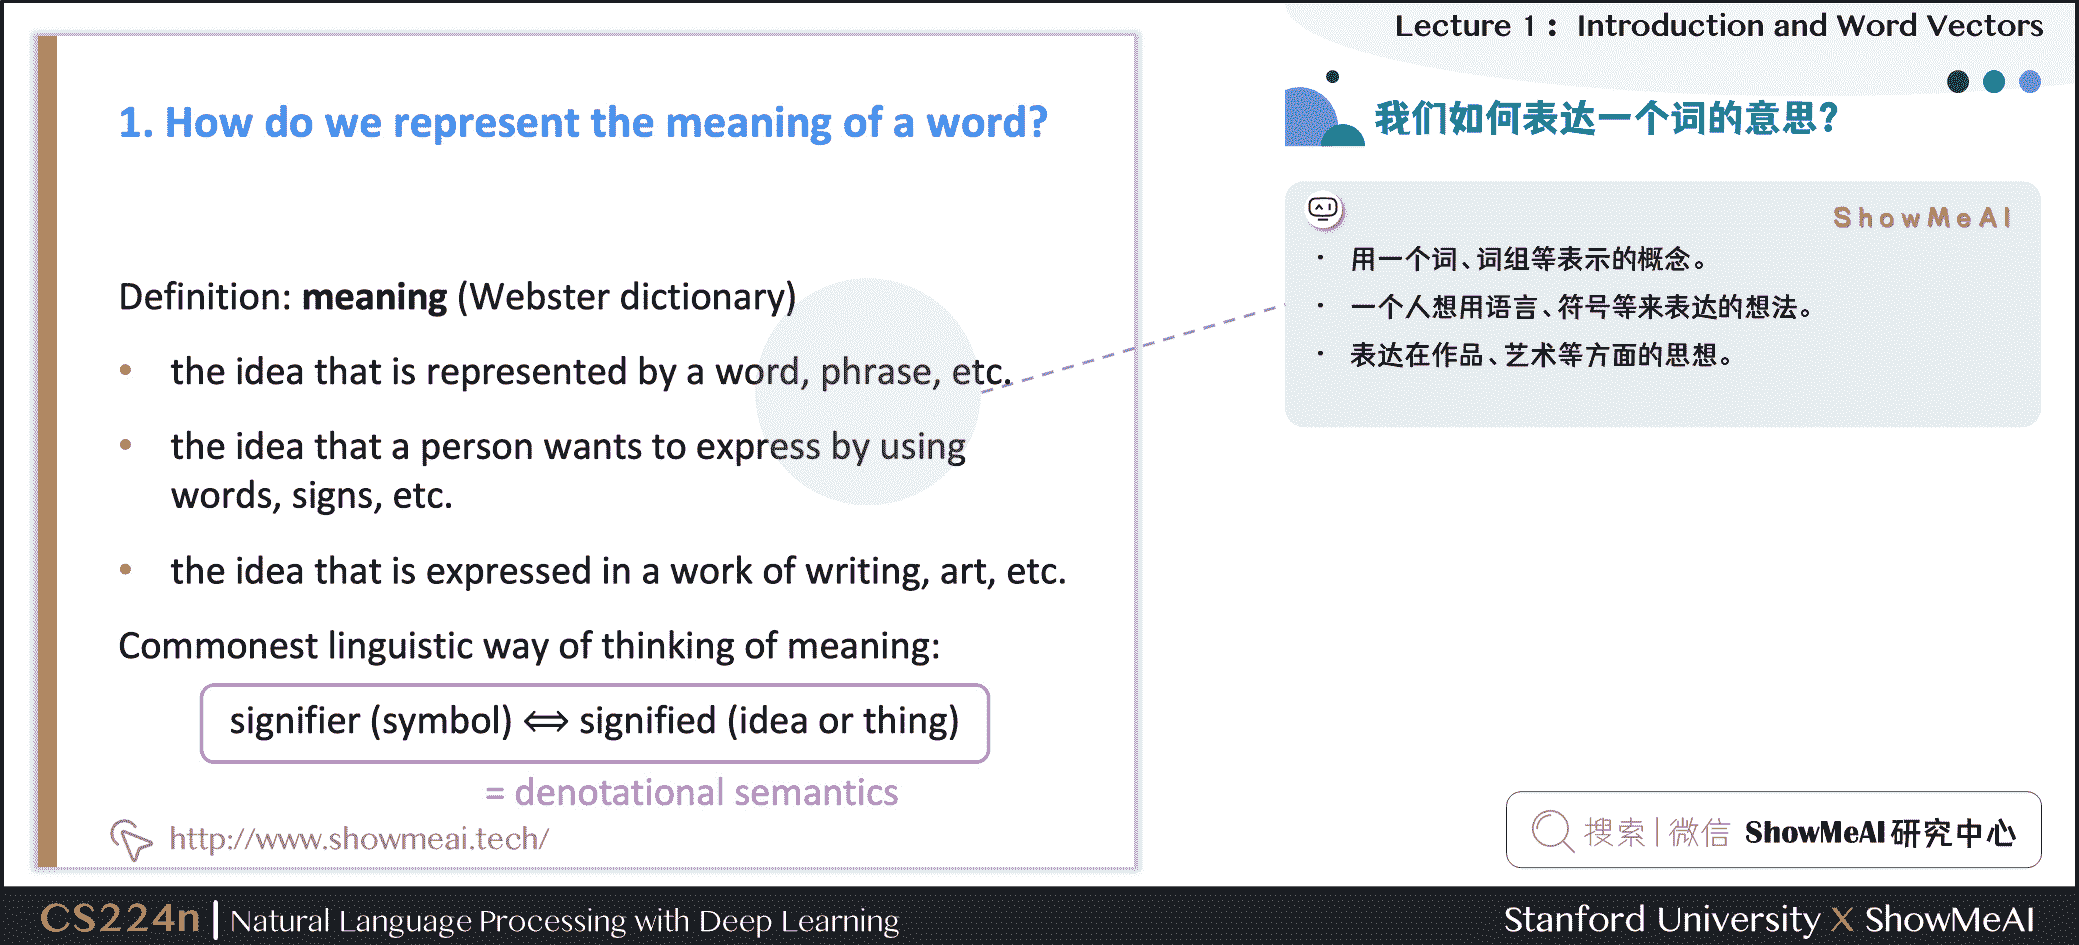 Lecture 1： Introduction and Word Vectors
1. How do we represent the meaning of a word?
Definition: meaning (Webster dictionary)
• the idea that is represented by a word, phrase, etc.
• the idea that a person wants to express by using
words, signs, etc.
• the idea that is expressed in a work of writing, art, etc.
Commonest linguistic way of thinking of meaning:
signifier (symbol) ⟺ signified (idea or thing)
= denotational semantics
http://www.showmeai.tech/
我们如何表达一个词的意思?
ShowMeAI
· 用一个词、词组等表示的概念。
· 一个人想用语言、符号等来表达的想法。
· 表达在作品、艺术等方面的思想。
搜索 | 微信 ShowMeAI 研究中心
CS224n | Natural Language Processing with Deep Learning
Stanford University X ShowMeAI